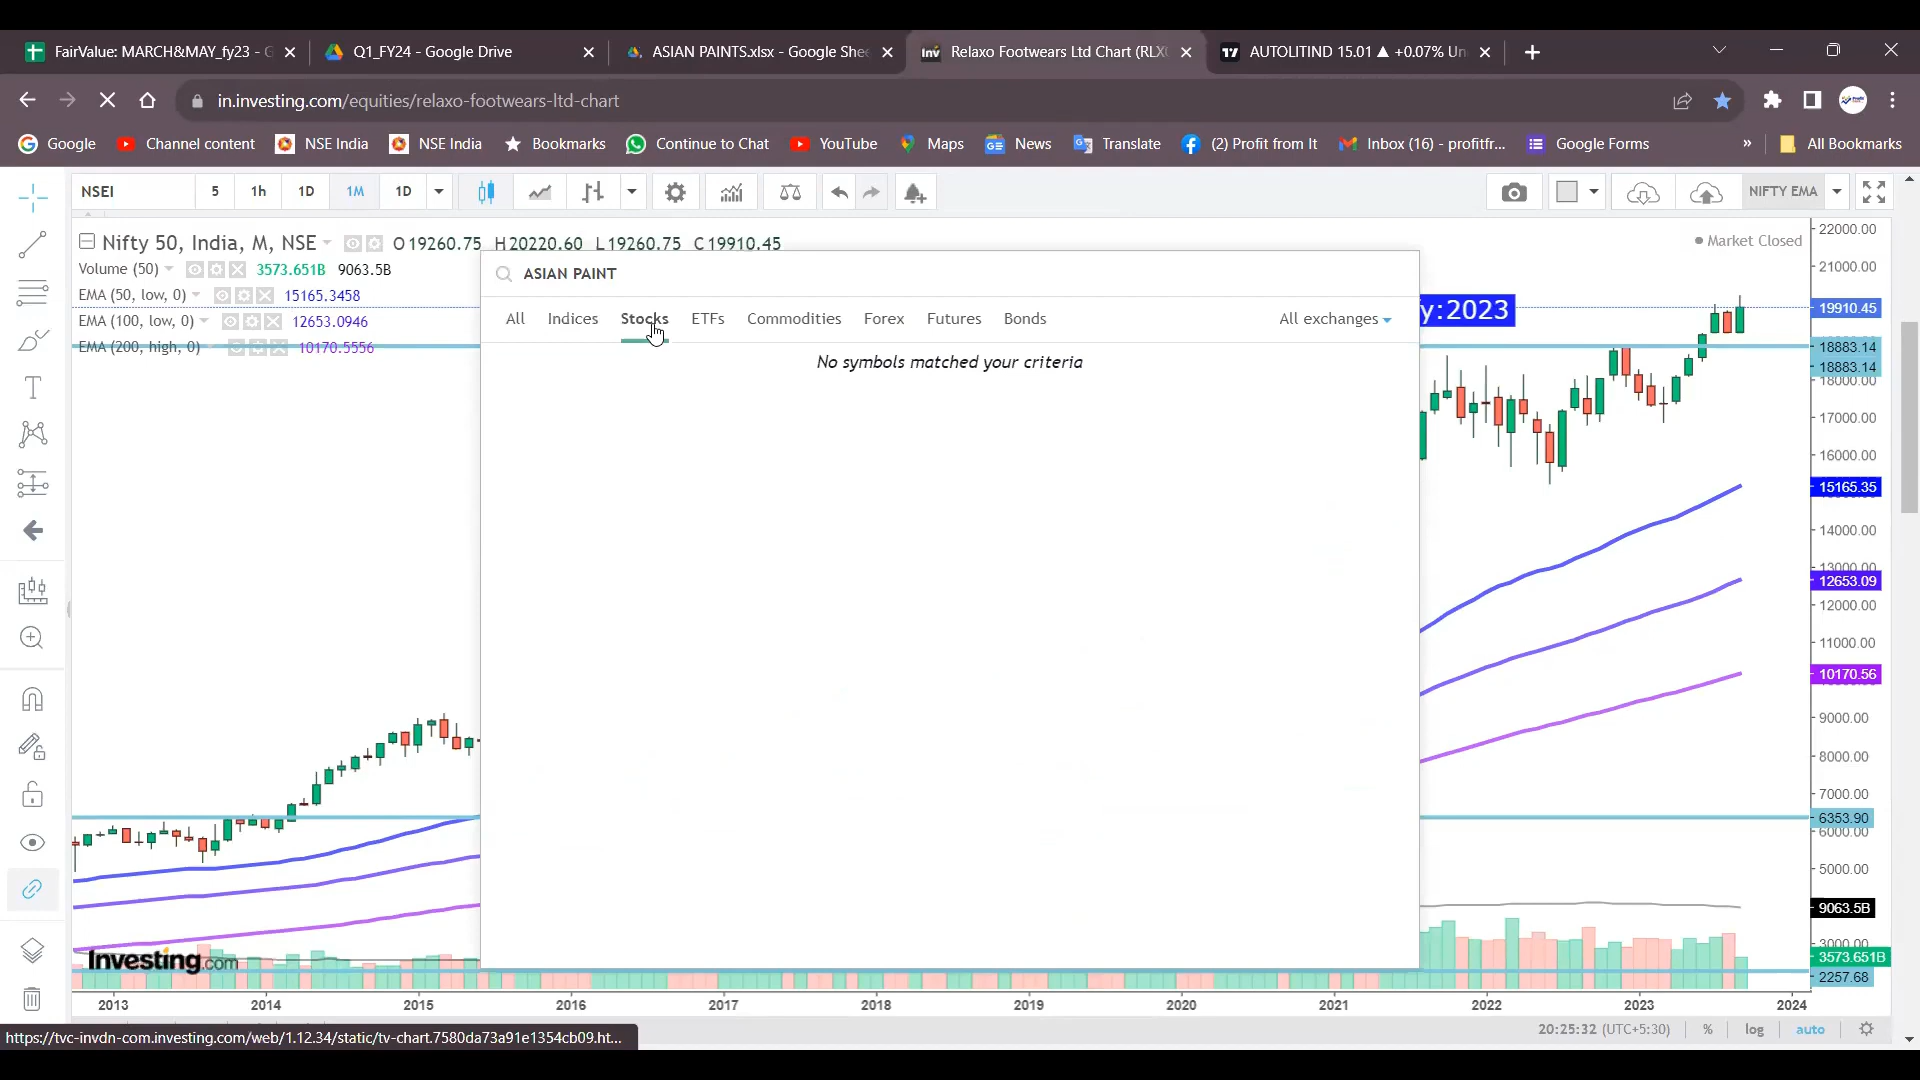 FairValue: MARCH&MAY_fy23 - G
Q1_FY24 - Google Drive
ASIAN PAINTS.xlsx - Google Shee
Inv Relaxo Footwears Ltd Chart (RLXO
AUTOLITIND 15.01 ▲ +0.07% Un
in.investing.com/equities/relaxo-footwears-ltd-chart
Google
Channel content
NSE India
NSE India
Bookmarks
Continue to Chat
YouTube
Maps
News
Translate
(2) Profit from It
Inbox (16) - profitfr...
Google Forms
»
All Bookmarks
NSEI
5
1h
1D
1M
1D
NIFTY EMA
Nifty 50, India, M, NSE
O 19260.75 H 20220.60 L 19260.75 C 19910.45
Market Closed
Volume (50) 3573.651B 9063.5B
EMA (50, low, 0) 15165.3458
EMA (100, low, 0) 12653.0946
EMA (200, high, 0) 10170.5556
ASIAN PAINT
All
Indices
Stocks
ETFs
Commodities
Forex
Futures
Bonds
All exchanges
No symbols matched your criteria
y:2023
22000.00
21000.00
19910.45
18883.14
18883.14
18000.00
17000.00
16000.00
15165.35
14000.00
13000.00
12653.09
12000.00
11000.00
10170.56
9000.00
8000.00
7000.00
6353.90
6000.00
5000.00
9063.5B
3000.00
3573.651B
2257.68
Investing.com
2013
2014
2015
2016
2017
2018
2019
2020
2021
2022
2023
2024
https://tvc-invdn-com.investing.com/web/1.12.34/static/tv-chart.7580da73a91e1354cb09.ht...
20:25:32 (UTC+5:30)
%
log
auto